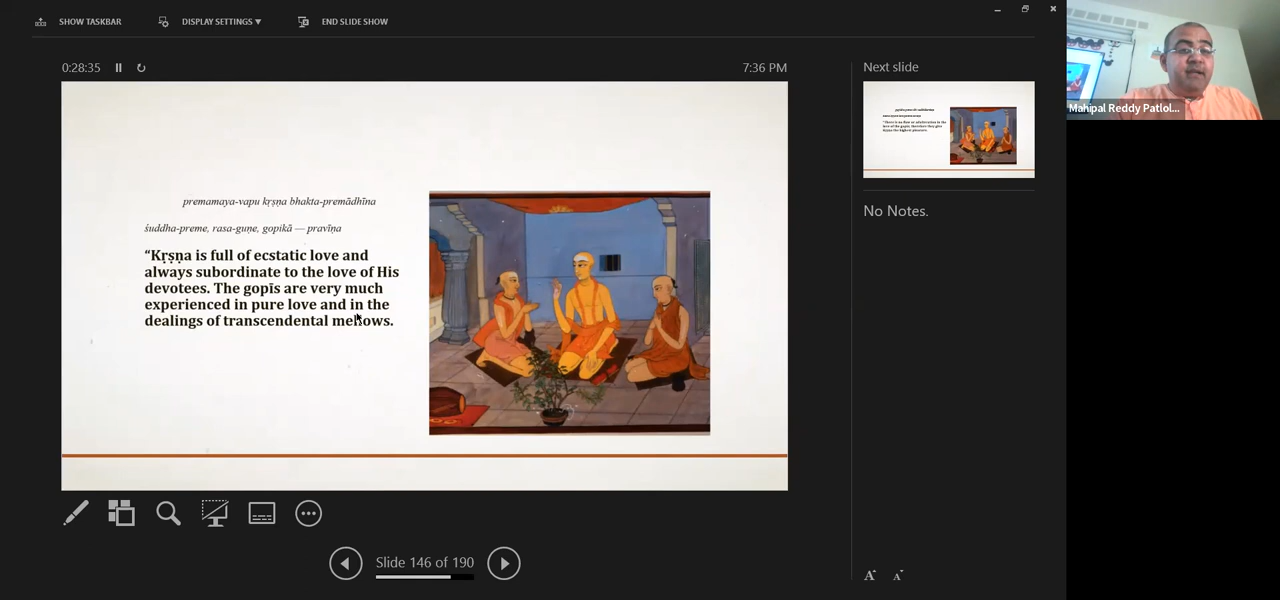 SHOW TASKBAR
DISPLAY SETTINGS ▼
END SLIDE SHOW
0:28:35
7:36 PM
Next slide
Mahipal Reddy Patlol...
premamaya-vapu kṛṣṇa bhakta-premādhīna
śuddha-preme, rasa-guṇe, gopikā — pravīṇa
“Kṛṣṇa is full of ecstatic love and
always subordinate to the love of His
devotees. The gopīs are very much
experienced in pure love and in the
dealings of transcendental mellows.
No Notes.
Slide 146 of 190
A A